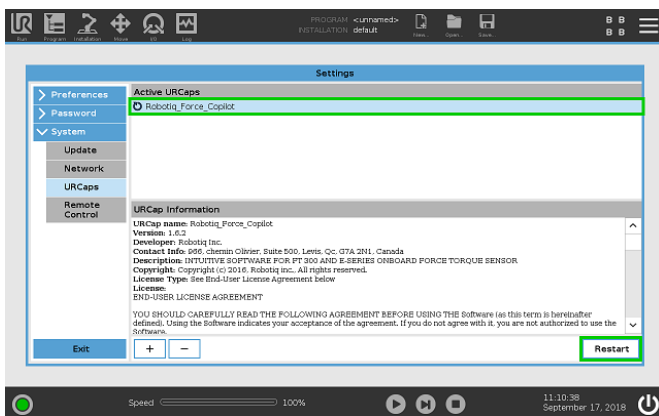 UR
PROGRAM <unnamed>
INSTALLATION default
Run Program Installation Move I/O Log New... Open... Save...
B B
B B
Settings
Preferences
Password
System
Update
Network
URCaps
Remote
Control
Exit
Active URCaps
Robotiq_Force_Copilot
URCap Information
URCap name: Robotiq_Force_Copilot
Version: 1.6.2
Developer: Robotiq Inc.
Contact Info: 966, chemin Olivier, Suite 500, Levis, Qc, G7A 2N1, Canada
Description: INTUITIVE SOFTWARE FOR FT 300 AND E-SERIES ONBOARD FORCE TORQUE SENSOR
Copyright: Copyright (c) 2016, Robotiq inc., All rights reserved.
License Type: See End-User License Agreement below
License:
END-USER LICENSE AGREEMENT
YOU SHOULD CAREFULLY READ THE FOLLOWING AGREEMENT BEFORE USING THE Software (as this term is hereinafter
defined). Using the Software indicates your acceptance of the agreement. If you do not agree with it, you are not authorized to use the
Software.
+ −
Restart
Speed 100%
11:10:38
September 17, 2018